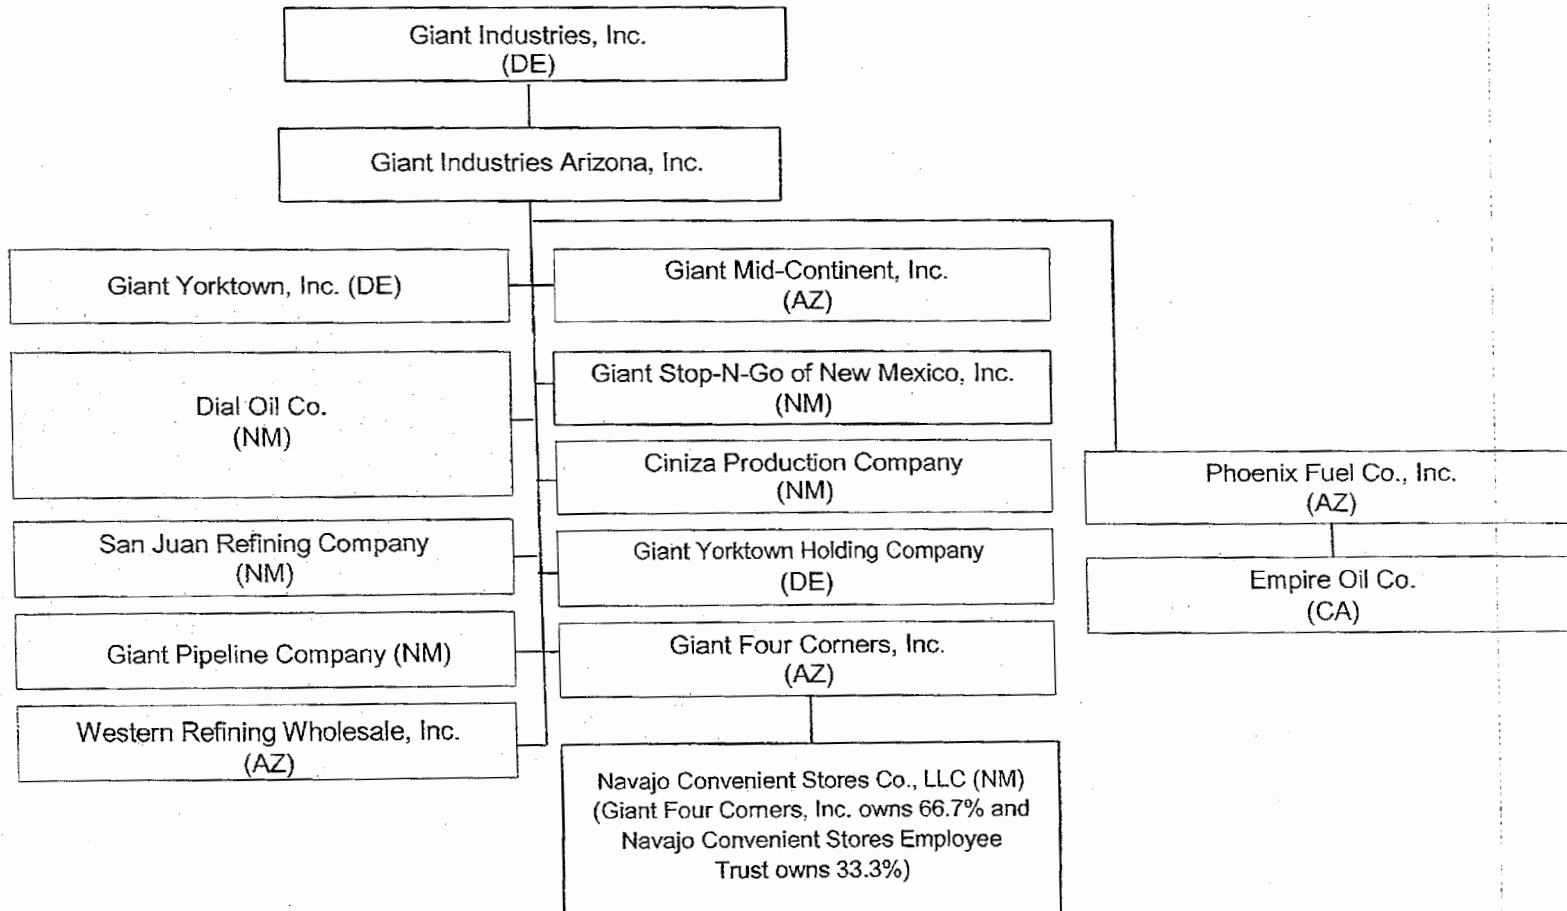 Giant Industries, Inc.
(DE)
Giant Industries Arizona, Inc.
Giant Yorktown, Inc. (DE)
Giant Mid-Continent, Inc.
(AZ)
Dial Oil Co.
(NM)
Giant Stop-N-Go of New Mexico, Inc.
(NM)
Ciniza Production Company
(NM)
Phoenix Fuel Co., Inc.
(AZ)
San Juan Refining Company
(NM)
Giant Yorktown Holding Company
(DE)
Empire Oil Co.
(CA)
Giant Pipeline Company (NM)
Giant Four Corners, Inc.
(AZ)
Western Refining Wholesale, Inc.
(AZ)
Navajo Convenient Stores Co., LLC (NM)
(Giant Four Corners, Inc. owns 66.7% and
Navajo Convenient Stores Employee
Trust owns 33.3%)